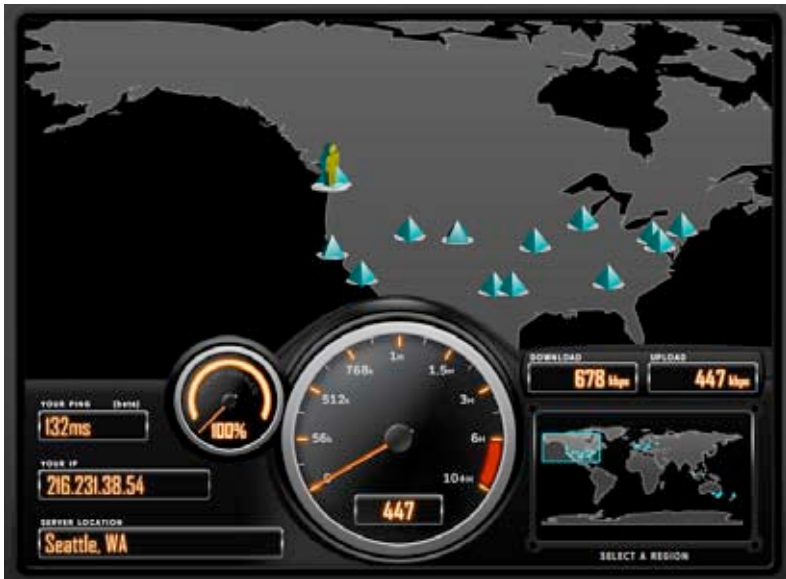 DOWNLOAD
678 kbps
UPLOAD
447 kbps
YOUR PING (beta)
132ms
YOUR IP
216.231.38.54
SERVER LOCATION
Seattle, WA
100%
0
56k
512k
768k
1M
1.5M
3M
6M
10+M
447
SELECT A REGION